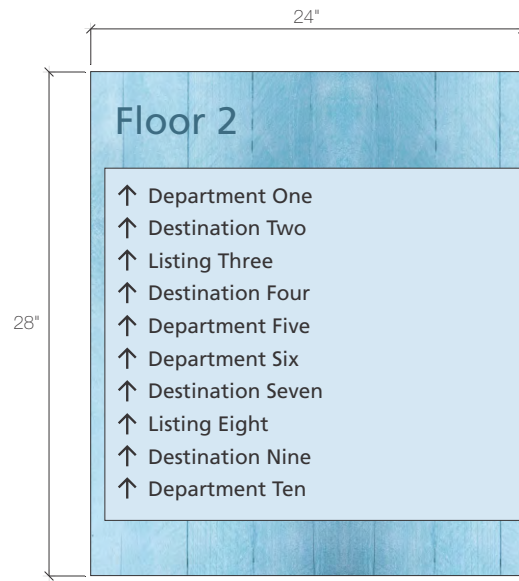 24"
Floor 2
↑ Department One
↑ Destination Two
↑ Listing Three
↑ Destination Four
↑ Department Five
28"
↑ Department Six
↑ Destination Seven
↑ Listing Eight
↑ Destination Nine
↑ Department Ten